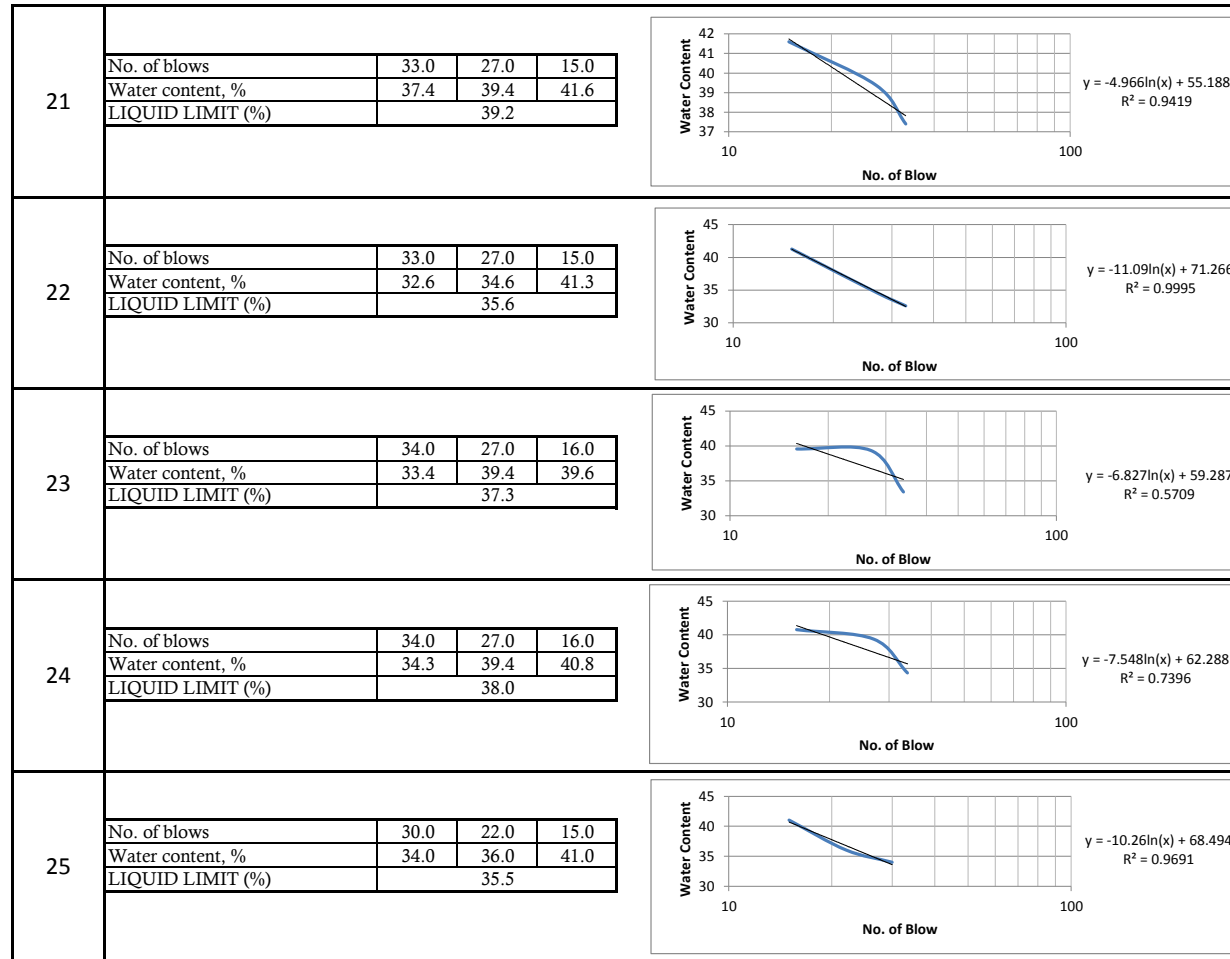 21
No. of blows 33.0 27.0 15.0
Water content, % 37.4 39.4 41.6
LIQUID LIMIT (%) 39.2
42
41
40
39
38
37
Water Content
10 100
No. of Blow
y = -4.966ln(x) + 55.188
R² = 0.9419
22
No. of blows 33.0 27.0 15.0
Water content, % 32.6 34.6 41.3
LIQUID LIMIT (%) 35.6
45
40
35
30
Water Content
10 100
No. of Blow
y = -11.09ln(x) + 71.266
R² = 0.9995
23
No. of blows 34.0 27.0 16.0
Water content, % 33.4 39.4 39.6
LIQUID LIMIT (%) 37.3
45
40
35
30
Water Content
10 100
No. of Blow
y = -6.827ln(x) + 59.287
R² = 0.5709
24
No. of blows 34.0 27.0 16.0
Water content, % 34.3 39.4 40.8
LIQUID LIMIT (%) 38.0
45
40
35
30
Water Content
10 100
No. of Blow
y = -7.548ln(x) + 62.288
R² = 0.7396
25
No. of blows 30.0 22.0 15.0
Water content, % 34.0 36.0 41.0
LIQUID LIMIT (%) 35.5
45
40
35
30
Water Content
10 100
No. of Blow
y = -10.26ln(x) + 68.494
R² = 0.9691